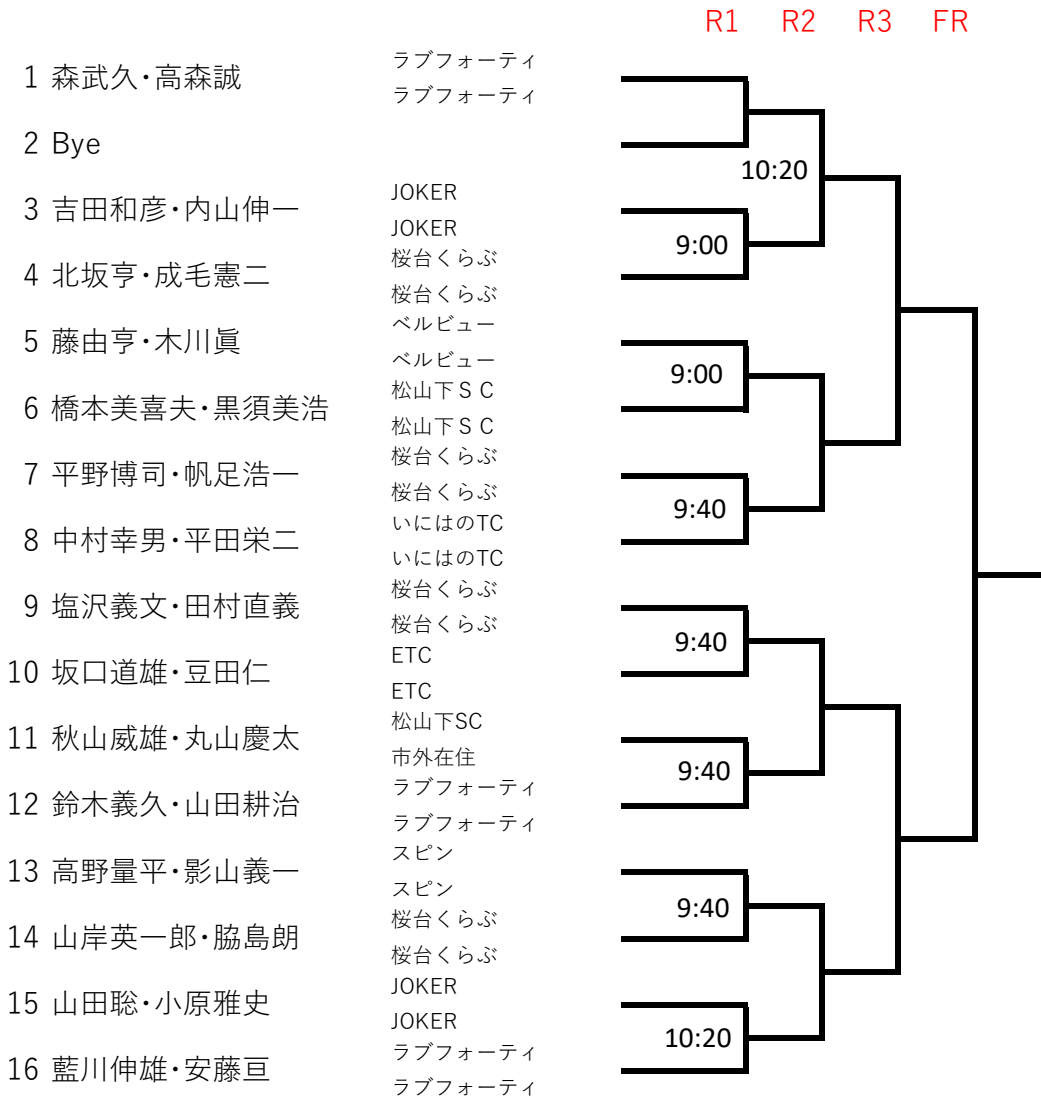 R1 R2 R3 FR
1 森武久・高森誠 ラブフォーティ
ラブフォーティ
2 Bye
10:20
3 吉田和彦・内山伸一 JOKER
JOKER
9:00
4 北坂亨・成毛憲二 桜台くらぶ
桜台くらぶ
5 藤由亨・木川眞 ベルビュー
ベルビュー
9:00
6 橋本美喜夫・黒須美浩 松山下ＳＣ
松山下ＳＣ
7 平野博司・帆足浩一 桜台くらぶ
桜台くらぶ
9:40
8 中村幸男・平田栄二 いにはのTC
いにはのTC
9 塩沢義文・田村直義 桜台くらぶ
桜台くらぶ
9:40
10 坂口道雄・豆田仁 ETC
ETC
11 秋山威雄・丸山慶太 松山下SC
市外在住
9:40
12 鈴木義久・山田耕治 ラブフォーティ
ラブフォーティ
13 高野量平・影山義一 スピン
スピン
9:40
14 山岸英一郎・脇島朗 桜台くらぶ
桜台くらぶ
15 山田聡・小原雅史 JOKER
JOKER
10:20
16 藍川伸雄・安藤亘 ラブフォーティ
ラブフォーティ